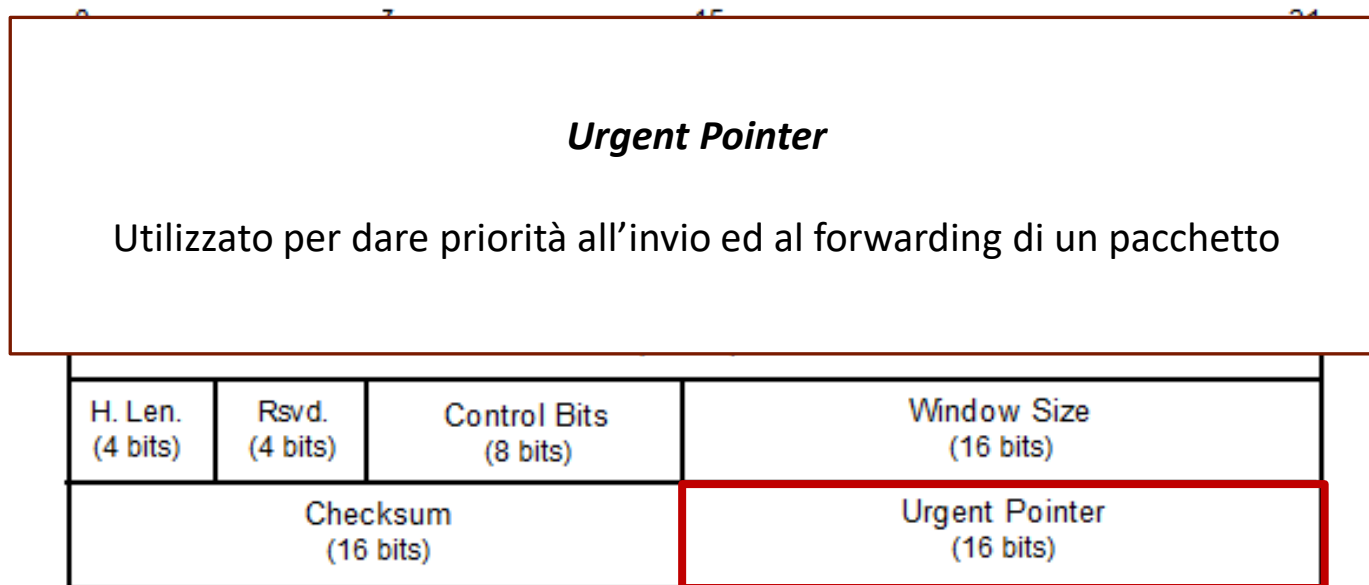 Urgent Pointer
Utilizzato per dare priorità all’invio ed al forwarding di un pacchetto
H. Len. Rsvd. Control Bits Window Size
(4 bits) (4 bits) (8 bits) (16 bits)
Checksum Urgent Pointer
(16 bits) (16 bits)